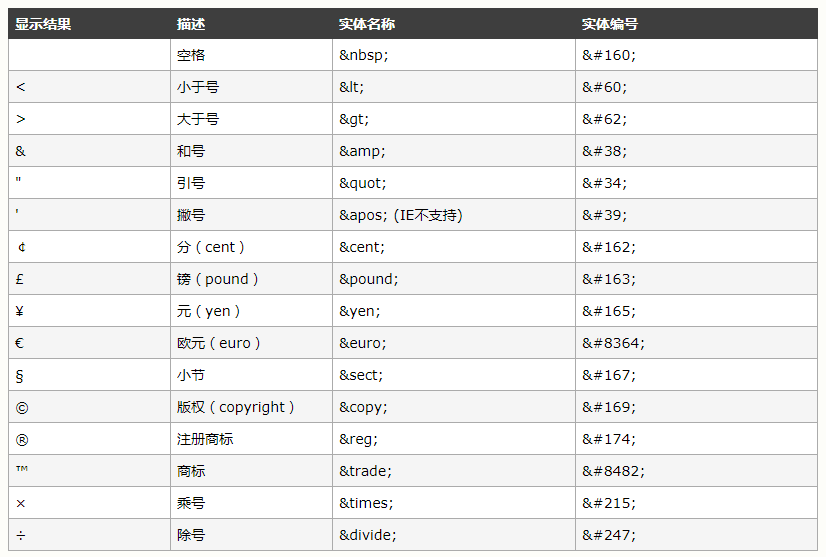 显示结果 描述 实体名称 实体编号
空格 &nbsp; &#160;
< 小于号 &lt; &#60;
> 大于号 &gt; &#62;
& 和号 &amp; &#38;
" 引号 &quot; &#34;
' 撇号 &apos; (IE不支持) &#39;
¢ 分（cent） &cent; &#162;
£ 镑（pound） &pound; &#163;
¥ 元（yen） &yen; &#165;
€ 欧元（euro） &euro; &#8364;
§ 小节 &sect; &#167;
© 版权（copyright） &copy; &#169;
® 注册商标 &reg; &#174;
™ 商标 &trade; &#8482;
× 乘号 &times; &#215;
÷ 除号 &divide; &#247;